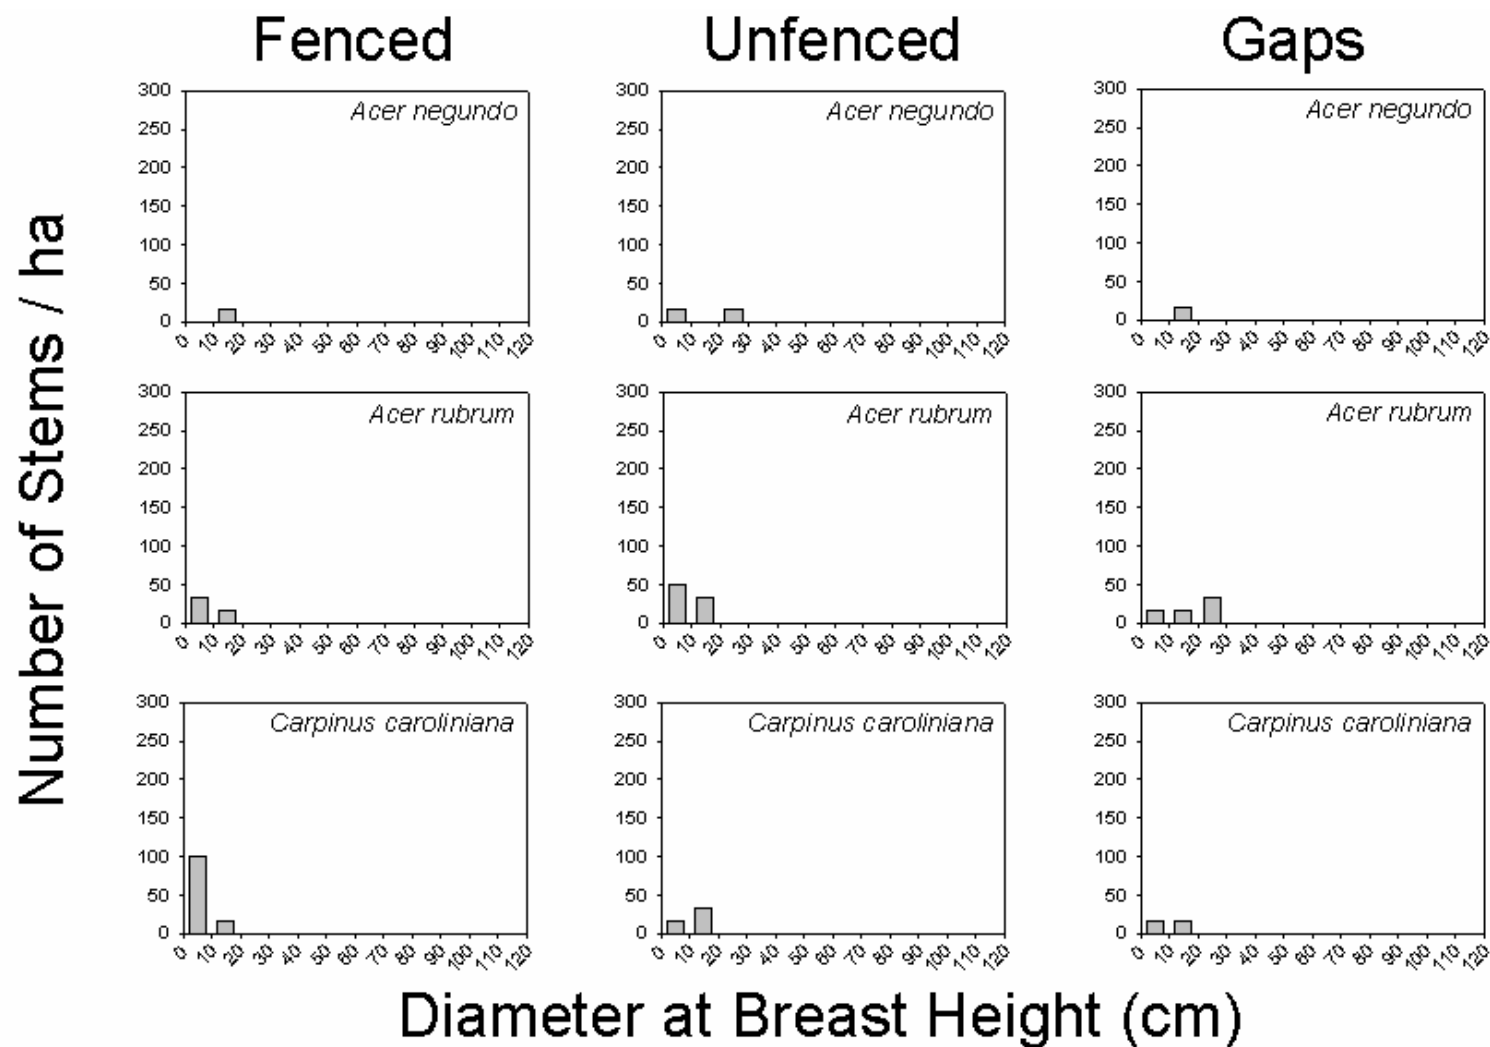 Fenced Unfenced Gaps
Number of Stems / ha
300 Acer negundo 300 Acer negundo 300 Acer negundo
250 250 250
200 200 200
150 150 150
100 100 100
50 50 50
0 0 0
0 10 20 30 40 50 60 70 80 90 100 110 120 0 10 20 30 40 50 60 70 80 90 100 110 120 0 10 20 30 40 50 60 70 80 90 100 110 120
300 Acer rubrum 300 Acer rubrum 300 Acer rubrum
250 250 250
200 200 200
150 150 150
100 100 100
50 50 50
0 0 0
0 10 20 30 40 50 60 70 80 90 100 110 120 0 10 20 30 40 50 60 70 80 90 100 110 120 0 10 20 30 40 50 60 70 80 90 100 110 120
300 Carpinus caroliniana 300 Carpinus caroliniana 300 Carpinus caroliniana
250 250 250
200 200 200
150 150 150
100 100 100
50 50 50
0 0 0
0 10 20 30 40 50 60 70 80 90 100 110 120 0 10 20 30 40 50 60 70 80 90 100 110 120 0 10 20 30 40 50 60 70 80 90 100 110 120
Diameter at Breast Height (cm)